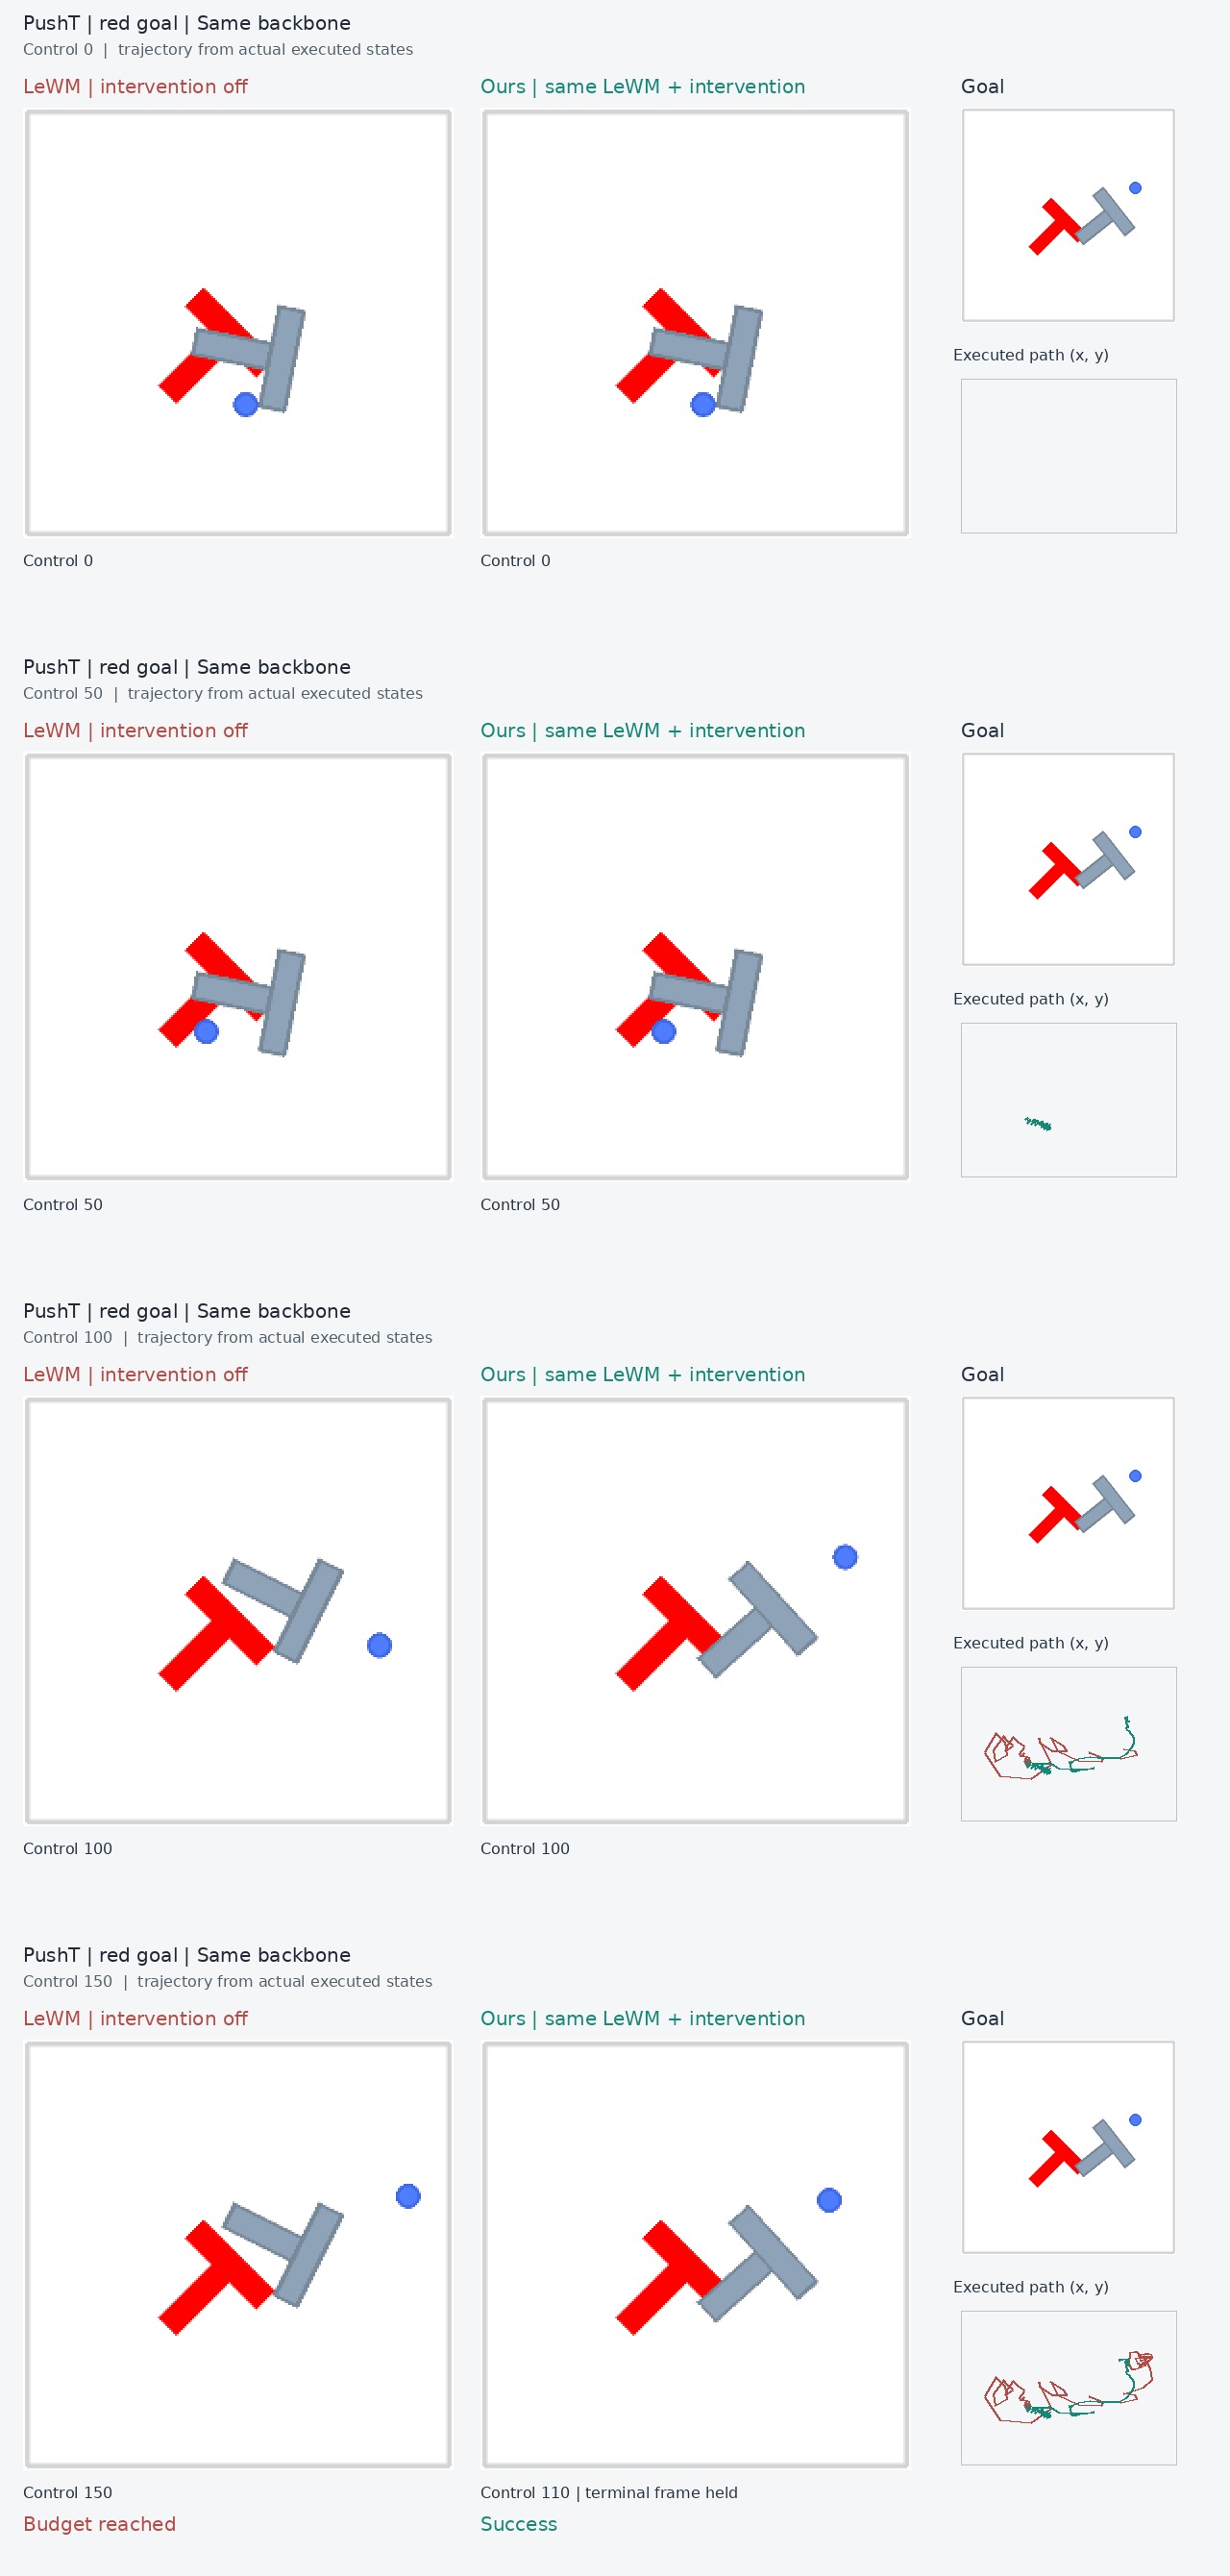 PushT | red goal | Same backbone
Control 0 | trajectory from actual executed states
LeWM | intervention off
Ours | same LeWM + intervention
Goal
Executed path (x, y)
Control 0
Control 0
PushT | red goal | Same backbone
Control 50 | trajectory from actual executed states
LeWM | intervention off
Ours | same LeWM + intervention
Goal
Executed path (x, y)
Control 50
Control 50
PushT | red goal | Same backbone
Control 100 | trajectory from actual executed states
LeWM | intervention off
Ours | same LeWM + intervention
Goal
Executed path (x, y)
Control 100
Control 100
PushT | red goal | Same backbone
Control 150 | trajectory from actual executed states
LeWM | intervention off
Ours | same LeWM + intervention
Goal
Executed path (x, y)
Control 150
Control 110 | terminal frame held
Budget reached
Success